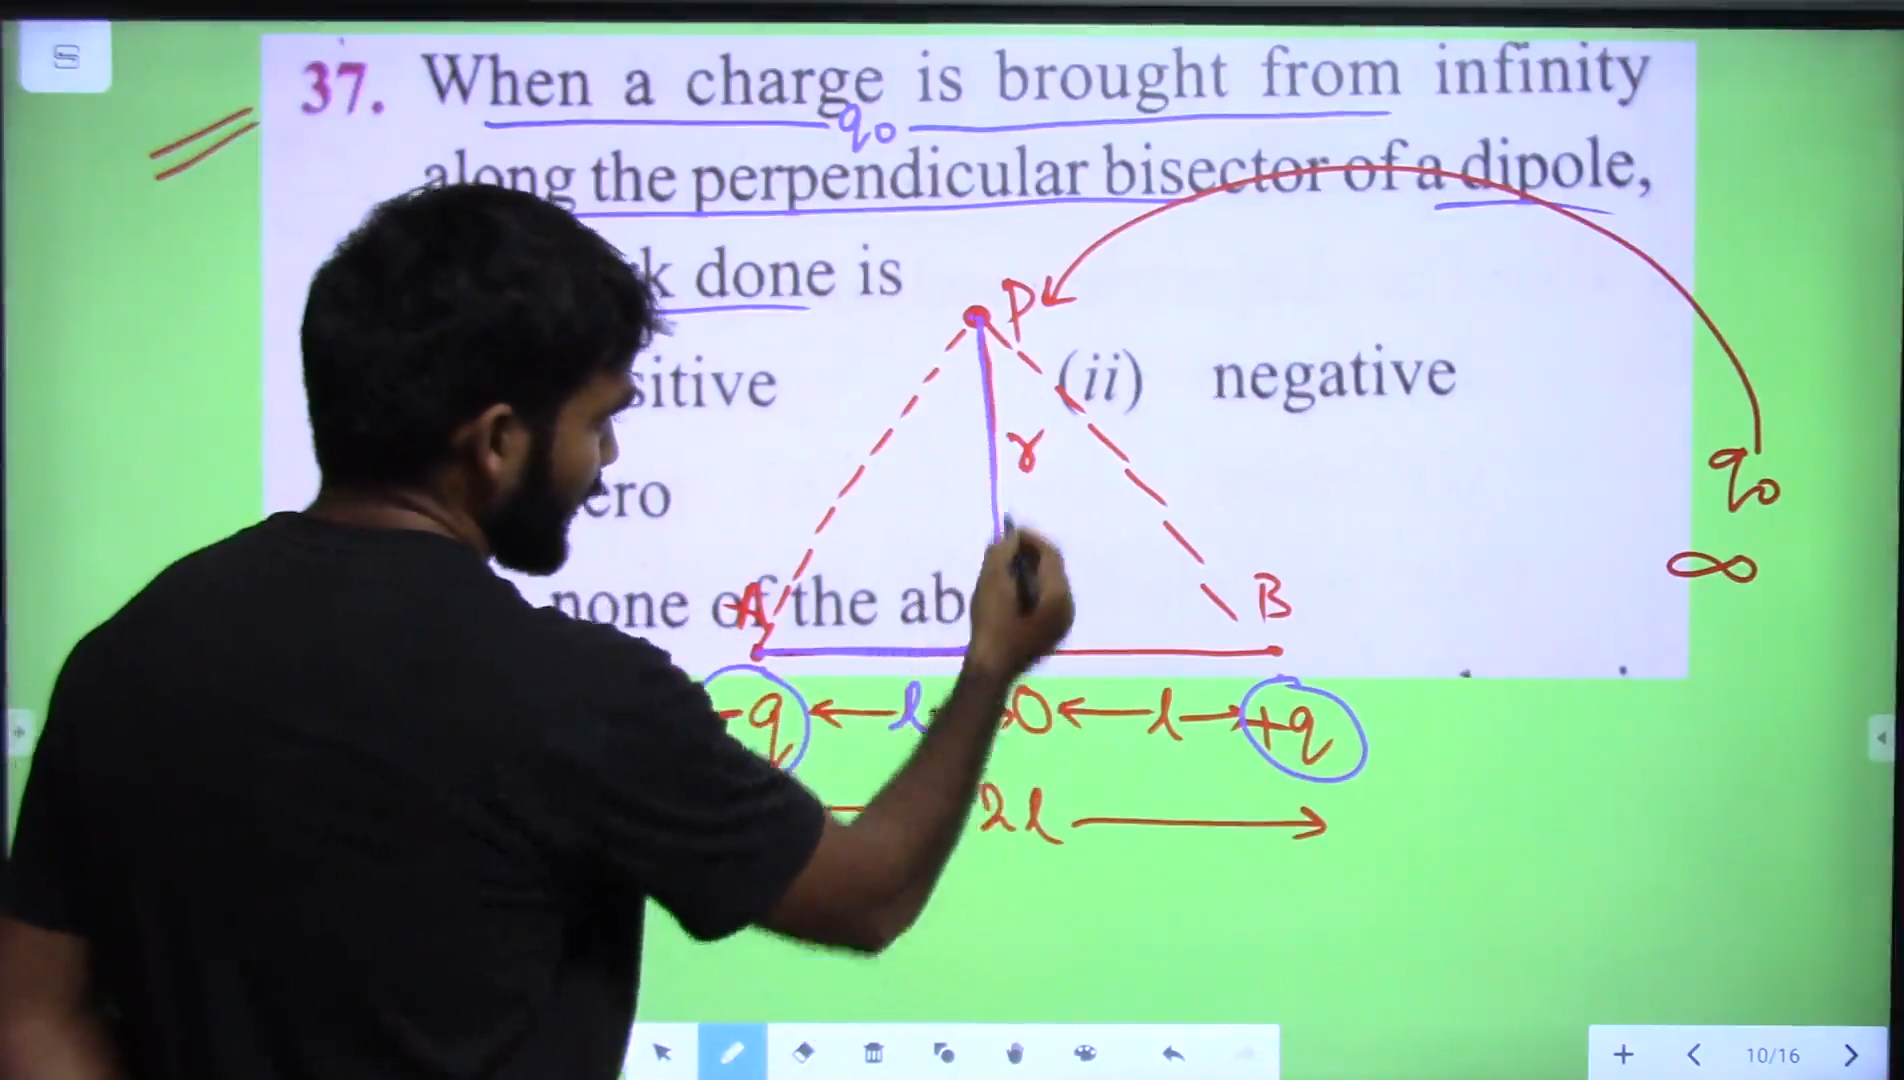 37. When a charge is brought from infinity
q₀
along the perpendicular bisector of a dipole,
k done is
P
sitive (ii) negative
r
q₀
ero
∞
none of the ab
A B
-q l O l +q
2l
10/16